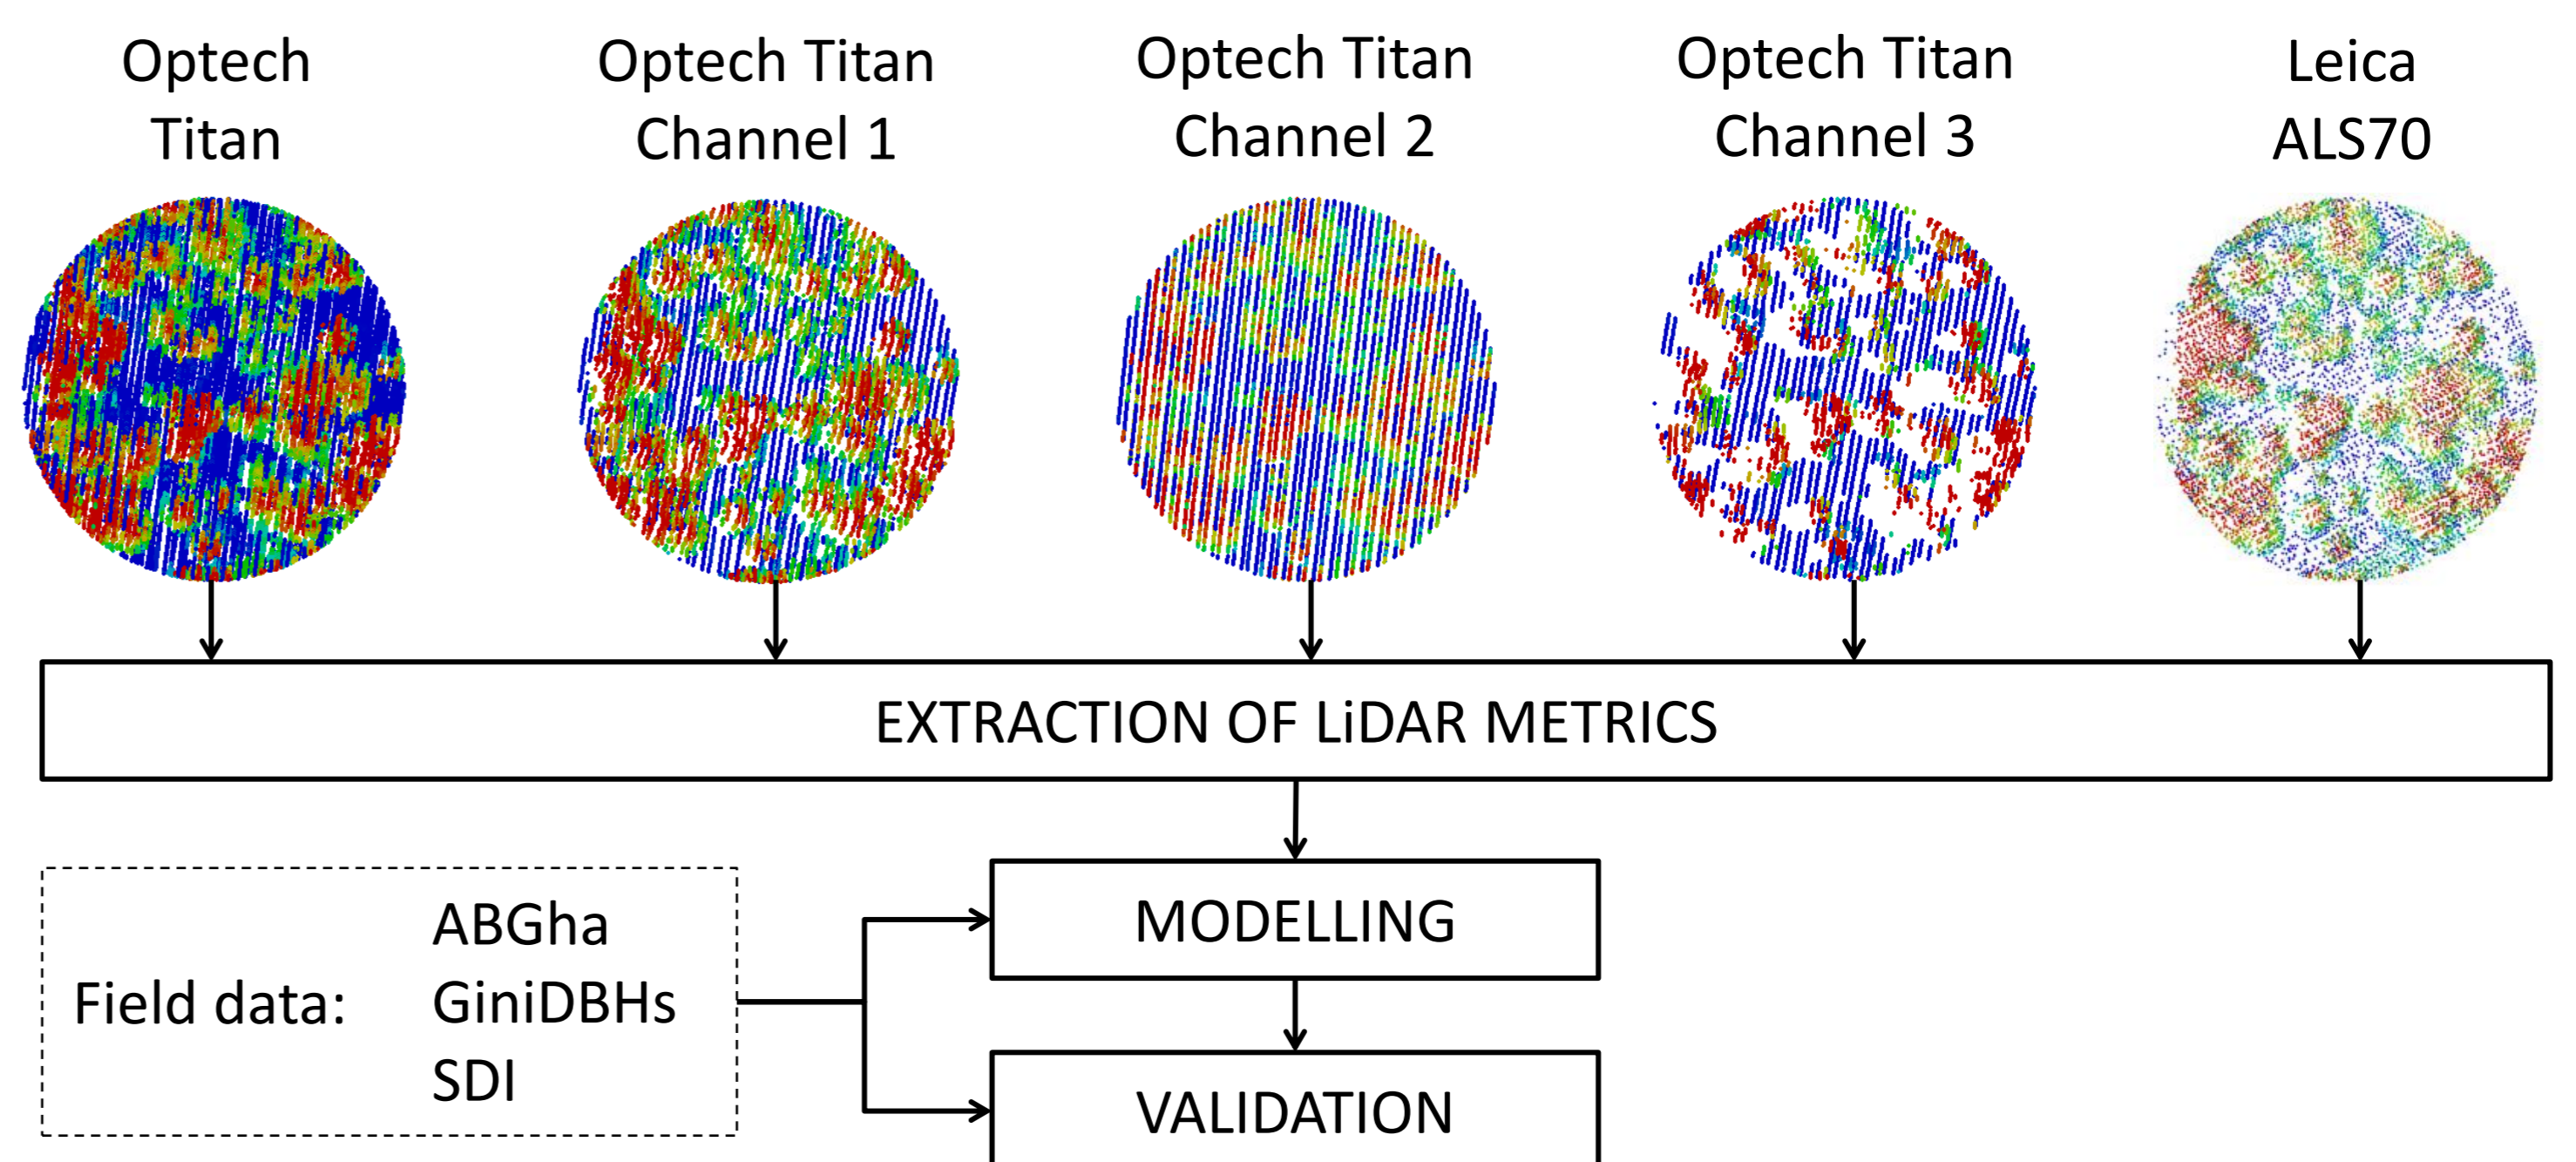 Optech
Titan
Optech Titan
Channel 1
Optech Titan
Channel 2
Optech Titan
Channel 3
Leica
ALS70
EXTRACTION OF LiDAR METRICS
MODELLING
Field data:
ABGha
GiniDBHs
SDI
VALIDATION